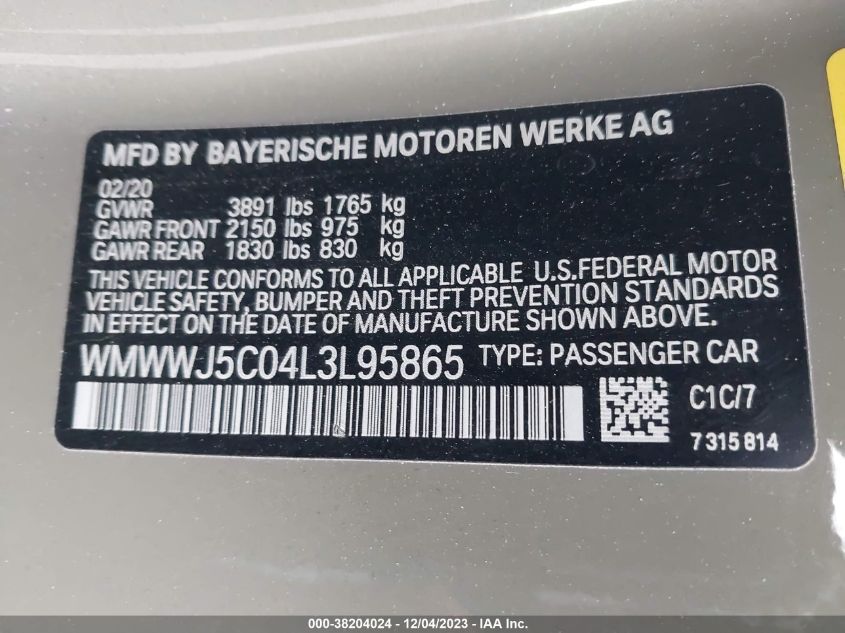 MFD BY BAYERISCHE MOTOREN WERKE AG
02/20
GVWR 3891 lbs 1765 kg
GAWR FRONT 2150 lbs 975 kg
GAWR REAR 1830 lbs 830 kg
THIS VEHICLE CONFORMS TO ALL APPLICABLE U.S.FEDERAL MOTOR
VEHICLE SAFETY, BUMPER AND THEFT PREVENTION STANDARDS
IN EFFECT ON THE DATE OF MANUFACTURE SHOWN ABOVE.
WMWWJ5C04L3L95865 TYPE: PASSENGER CAR
C1C/7
7 315 814
000-38204024 - 12/04/2023 - IAA Inc.